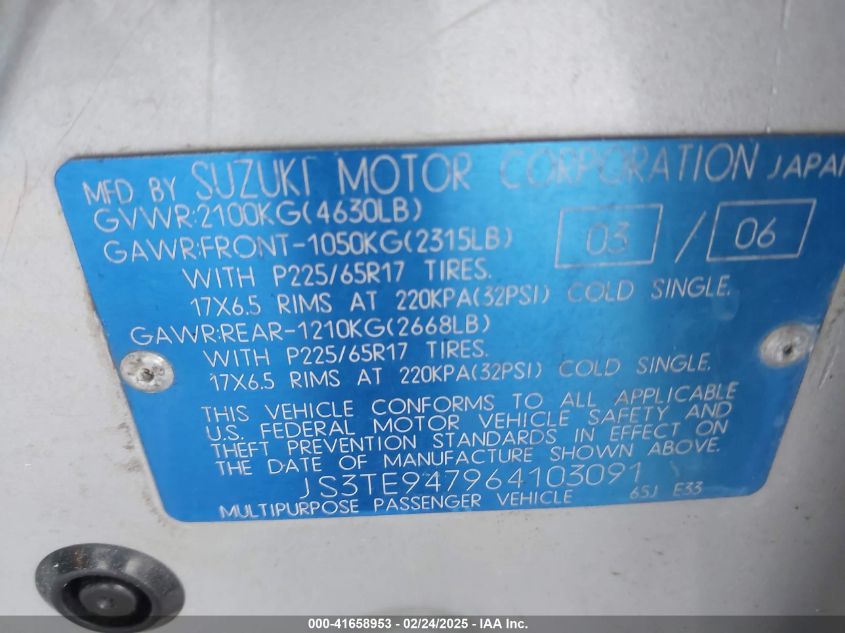 MFD BY SUZUKI MOTOR CORPORATION JAPAN
GVWR:2100KG(4630LB)
GAWR:FRONT-1050KG(2315LB) 03 / 06
WITH P225/65R17 TIRES.
17X6.5 RIMS AT 220KPA(32PSI) COLD SINGLE.
GAWR:REAR-1210KG(2668LB)
WITH P225/65R17 TIRES.
17X6.5 RIMS AT 220KPA(32PSI) COLD SINGLE.
THIS VEHICLE CONFORMS TO ALL APPLICABLE
U.S. FEDERAL MOTOR VEHICLE SAFETY AND
THEFT PREVENTION STANDARDS IN EFFECT ON
THE DATE OF MANUFACTURE SHOWN ABOVE.
JS3TE947964103091
MULTIPURPOSE PASSENGER VEHICLE 65J E33
000-41658953 - 02/24/2025 - IAA Inc.